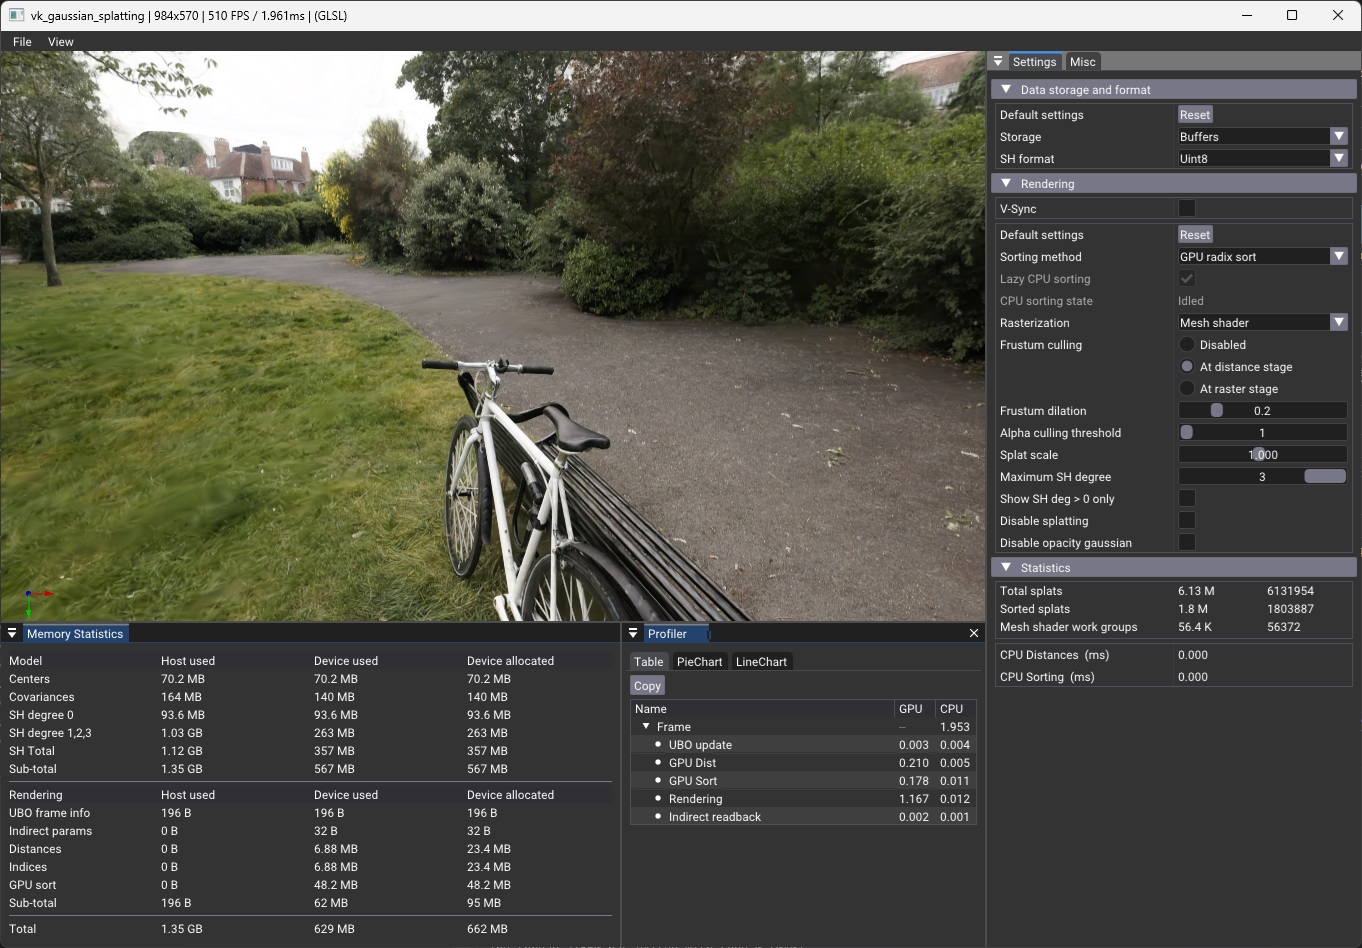 vk_gaussian_splatting | 984x570 | 510 FPS / 1.961ms | (GLSL)
File View
Settings Misc
Data storage and format
Default settings Reset
Storage Buffers
SH format Uint8
Rendering
V-Sync
Default settings Reset
Sorting method GPU radix sort
Lazy CPU sorting
CPU sorting state Idled
Rasterization Mesh shader
Frustum culling Disabled
At distance stage
At raster stage
Frustum dilation 0.2
Alpha culling threshold 1
Splat scale 1.000
Maximum SH degree 3
Show SH deg > 0 only
Disable splatting
Disable opacity gaussian
Statistics
Total splats 6.13 M 6131954
Sorted splats 1.8 M 1803887
Mesh shader work groups 56.4 K 56372
CPU Distances (ms) 0.000
CPU Sorting (ms) 0.000
Memory Statistics
Model Host used Device used Device allocated
Centers 70.2 MB 70.2 MB 70.2 MB
Covariances 164 MB 140 MB 140 MB
SH degree 0 93.6 MB 93.6 MB 93.6 MB
SH degree 1,2,3 1.03 GB 263 MB 263 MB
SH Total 1.12 GB 357 MB 357 MB
Sub-total 1.35 GB 567 MB 567 MB
Rendering Host used Device used Device allocated
UBO frame info 196 B 196 B 196 B
Indirect params 0 B 32 B 32 B
Distances 0 B 6.88 MB 23.4 MB
Indices 0 B 6.88 MB 23.4 MB
GPU sort 0 B 48.2 MB 48.2 MB
Sub-total 196 B 62 MB 95 MB
Total 1.35 GB 629 MB 662 MB
Profiler
Table PieChart LineChart
Copy
Name GPU CPU
Frame -- 1.953
UBO update 0.003 0.004
GPU Dist 0.210 0.005
GPU Sort 0.178 0.011
Rendering 1.167 0.012
Indirect readback 0.002 0.001